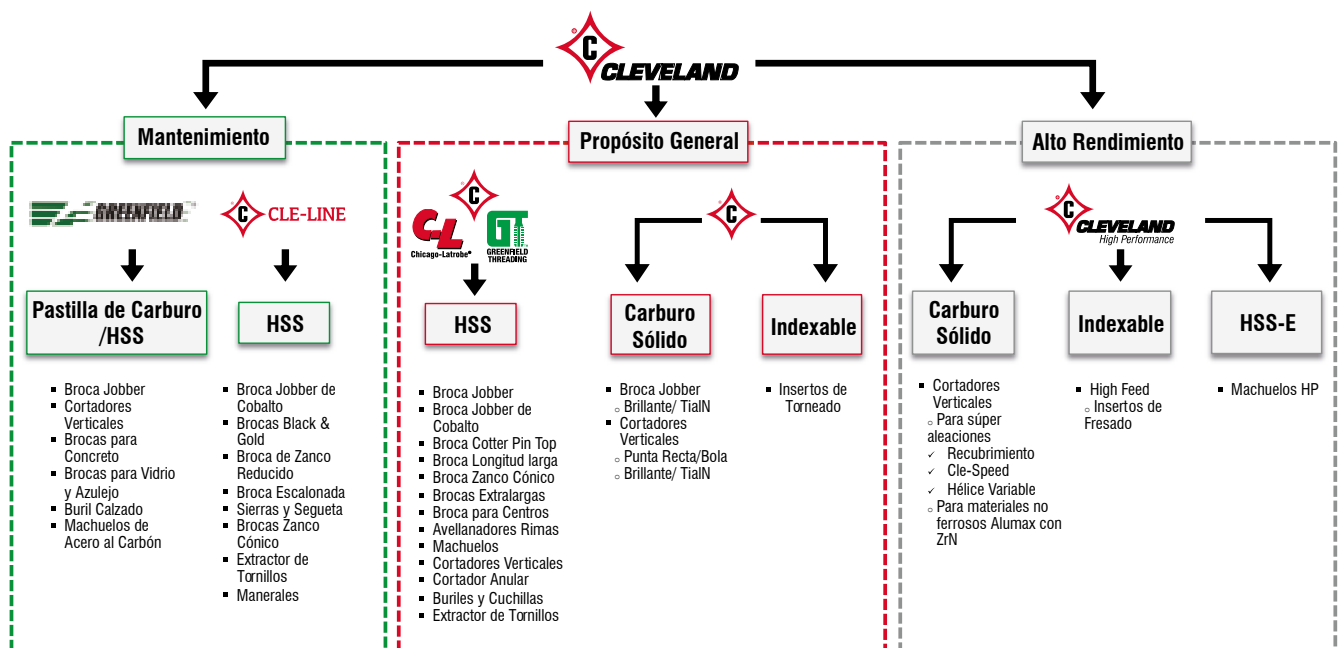 C
CLEVELAND
Mantenimiento
GREENFIELD
C
CLE-LINE
Pastilla de Carburo
/HSS
▪ Broca Jobber
▪ Cortadores
Verticales
▪ Brocas para
Concreto
▪ Brocas para Vidrio
y Azulejo
▪ Buril Calzado
▪ Machuelos de
Acero al Carbón
HSS
▪ Broca Jobber de
Cobalto
▪ Brocas Black &
Gold
▪ Broca de Zanco
Reducido
▪ Broca Escalonada
▪ Sierras y Segueta
▪ Brocas Zanco
Cónico
▪ Extractor de
Tornillos
▪ Manerales
Propósito General
C
C-L
Chicago-Latrobe®
GT
GREENFIELD
THREADING
HSS
▪ Broca Jobber
▪ Broca Jobber de
Cobalto
▪ Broca Cotter Pin Top
▪ Broca Longitud larga
▪ Broca Zanco Cónico
▪ Brocas Extralargas
▪ Broca para Centros
▪ Avellanadores Rimas
▪ Machuelos
▪ Cortadores Verticales
▪ Cortador Anular
▪ Buriles y Cuchillas
▪ Extractor de Tornillos
C
Carburo
Sólido
▪ Broca Jobber
○ Brillante/ TialN
▪ Cortadores
Verticales
○ Punta Recta/Bola
○ Brillante/ TialN
Indexable
▪ Insertos de
Torneado
Alto Rendimiento
C
CLEVELAND
High Performance
Carburo
Sólido
▪ Cortadores
Verticales
○ Para súper
aleaciones
✓ Recubrimiento
✓ Cle-Speed
✓ Hélice Variable
○ Para materiales no
ferrosos Alumax con
ZrN
Indexable
▪ High Feed
○ Insertos de
Fresado
HSS-E
▪ Machuelos HP